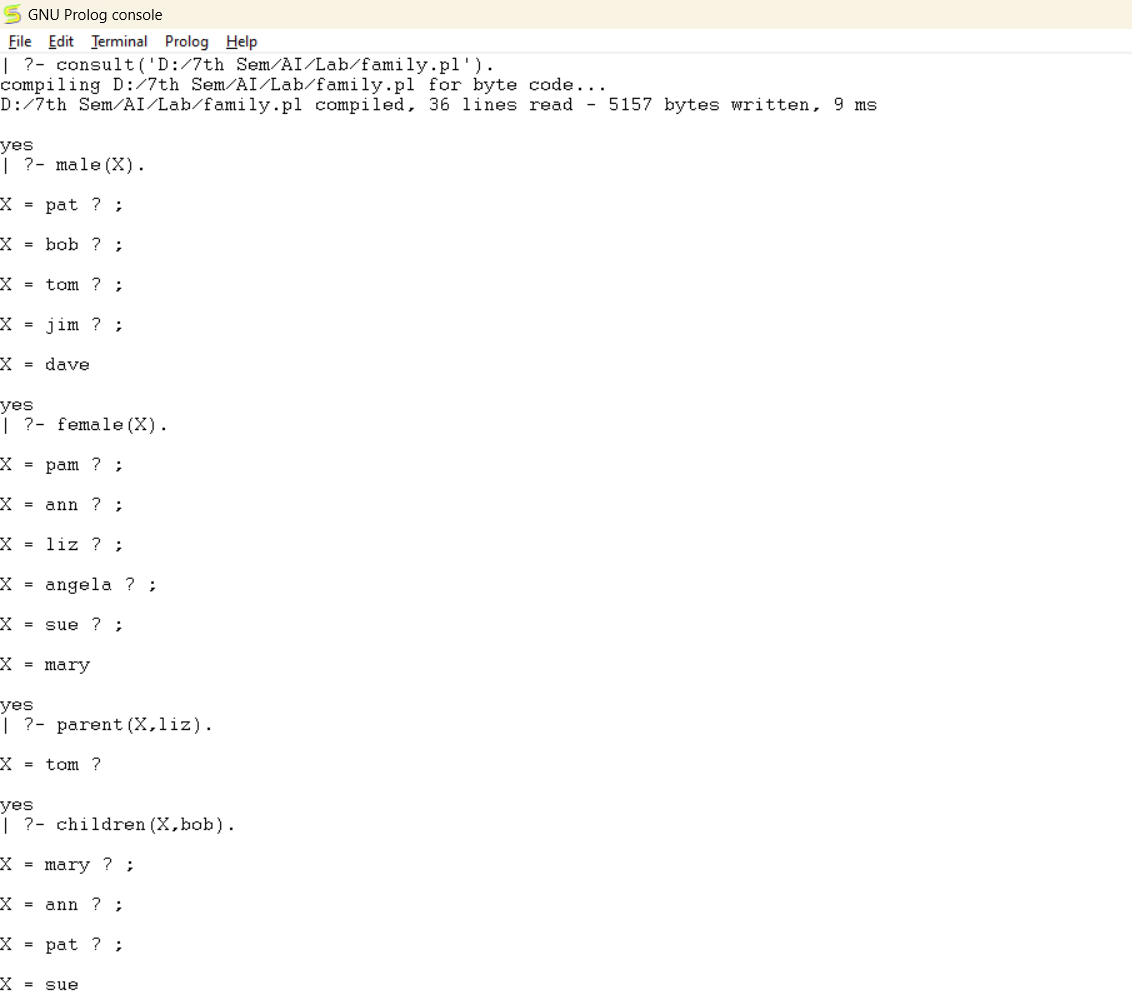 GNU Prolog console
File Edit Terminal Prolog Help
| ?- consult('D:/7th Sem/AI/Lab/family.pl').
compiling D:/7th Sem/AI/Lab/family.pl for byte code...
D:/7th Sem/AI/Lab/family.pl compiled, 36 lines read - 5157 bytes written, 9 ms
yes
| ?- male(X).
X = pat ? ;
X = bob ? ;
X = tom ? ;
X = jim ? ;
X = dave
yes
| ?- female(X).
X = pam ? ;
X = ann ? ;
X = liz ? ;
X = angela ? ;
X = sue ? ;
X = mary
yes
| ?- parent(X,liz).
X = tom ?
yes
| ?- children(X,bob).
X = mary ? ;
X = ann ? ;
X = pat ? ;
X = sue